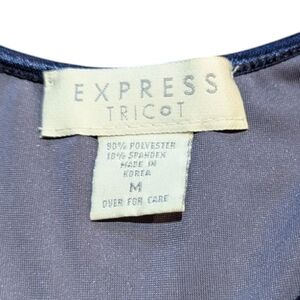 EXPRESS
TRICOT
90% POLYESTER
10% SPANDEX
MADE IN
KOREA
M
OVER FOR CARE